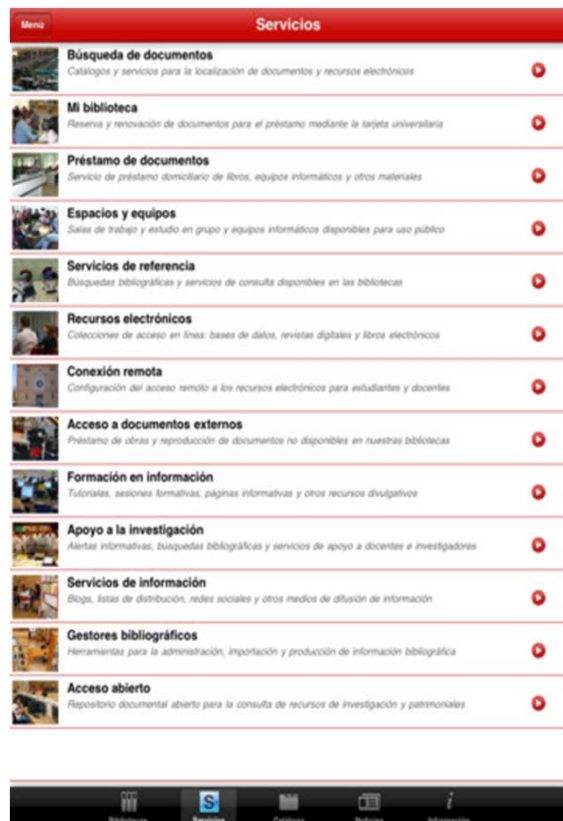 Menú
Servicios
Búsqueda de documentos
Catálogos y servicios para la localización de documentos y recursos electrónicos
Mi biblioteca
Reserva y renovación de documentos para el préstamo mediante la tarjeta universitaria
Préstamo de documentos
Servicio de préstamo domiciliario de libros, equipos informáticos y otros materiales
Espacios y equipos
Salas de trabajo y estudio en grupo y equipos informáticos disponibles para uso público
Servicios de referencia
Búsquedas bibliográficas y servicios de consulta disponibles en las bibliotecas
Recursos electrónicos
Colecciones de acceso en línea: bases de datos, revistas digitales y libros electrónicos
Conexión remota
Configuración del acceso remoto a los recursos electrónicos para estudiantes y docentes
Acceso a documentos externos
Préstamo de obras y reproducción de documentos no disponibles en nuestras bibliotecas
Formación en información
Tutoriales, sesiones formativas, páginas informativas y otros recursos divulgativos
Apoyo a la investigación
Alertas informativas, búsquedas bibliográficas y servicios de apoyo a docentes e investigadores
Servicios de información
Blogs, listas de distribución, redes sociales y otros medios de difusión de información
Gestores bibliográficos
Herramientas para la administración, importación y producción de información bibliográfica
Acceso abierto
Repositorio documental abierto para la consulta de recursos de investigación y patrimoniales
Bibliotecas Servicios Catálogo Noticias Información